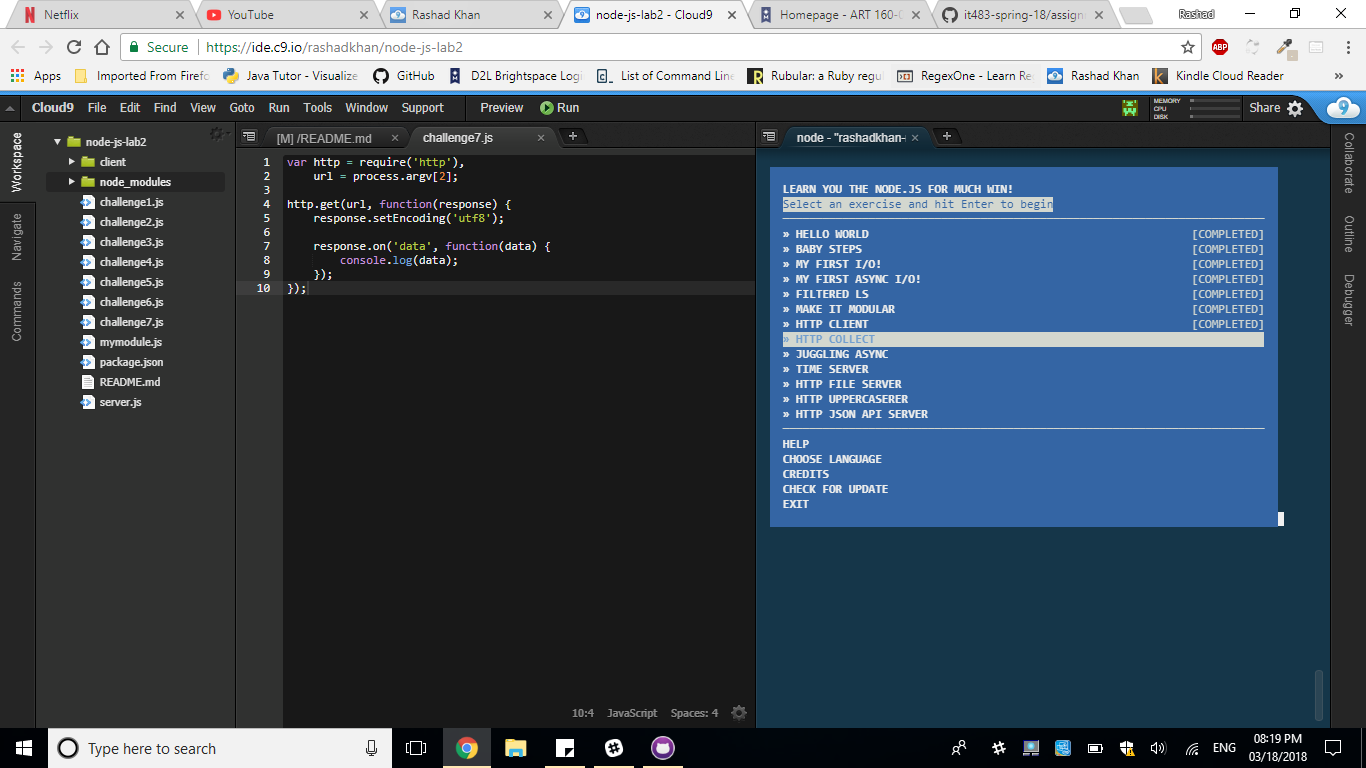 Netflix
YouTube
Rashad Khan
node-js-lab2 - Cloud9
Homepage - ART 160-
it483-spring-18/assign
Rashad
Secure
https://ide.c9.io/rashadkhan/node-js-lab2
ABP
Apps
Imported From Firefo
Java Tutor - Visualize
GitHub
D2L Brightspace Logi
List of Command Line
Rubular: a Ruby regul
RegexOne - Learn Re
Rashad Khan
Kindle Cloud Reader
»
Cloud9 File Edit Find View Goto Run Tools Window Support Preview Run
MEMORY
CPU
DISK
Share
9
Workspace
Navigate
Commands
node-js-lab2
client
node_modules
challenge1.js
challenge2.js
challenge3.js
challenge4.js
challenge5.js
challenge6.js
challenge7.js
mymodule.js
package.json
README.md
server.js
[M] /README.md
challenge7.js
1 var http = require('http'),
2 url = process.argv[2];
3
4 http.get(url, function(response) {
5 response.setEncoding('utf8');
6
7 response.on('data', function(data) {
8 console.log(data);
9 });
10 });
10:4 JavaScript Spaces: 4
node - "rashadkhan-
LEARN YOU THE NODE.JS FOR MUCH WIN!
Select an exercise and hit Enter to begin
» HELLO WORLD [COMPLETED]
» BABY STEPS [COMPLETED]
» MY FIRST I/O! [COMPLETED]
» MY FIRST ASYNC I/O! [COMPLETED]
» FILTERED LS [COMPLETED]
» MAKE IT MODULAR [COMPLETED]
» HTTP CLIENT [COMPLETED]
» HTTP COLLECT
» JUGGLING ASYNC
» TIME SERVER
» HTTP FILE SERVER
» HTTP UPPERCASERER
» HTTP JSON API SERVER
HELP
CHOOSE LANGUAGE
CREDITS
CHECK FOR UPDATE
EXIT
Collaborate
Outline
Debugger
Type here to search
ENG
08:19 PM
03/18/2018